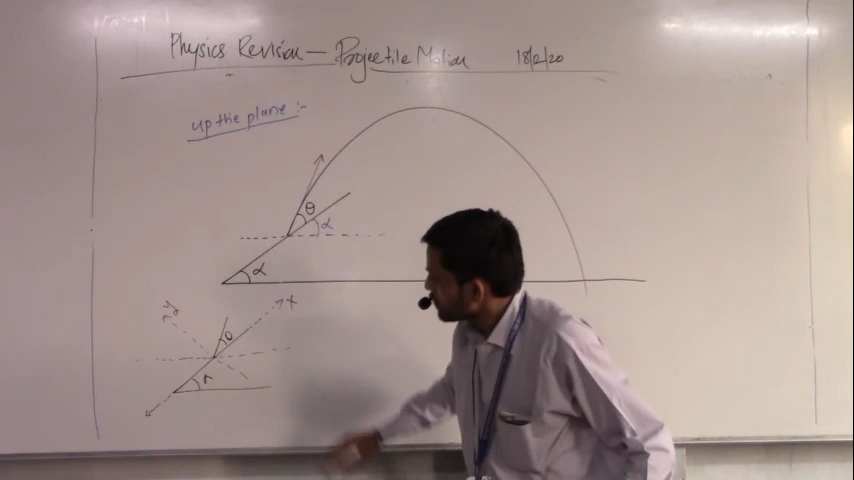 Physics Revision — Projectile Motion 18/2/20
up the plane :-
θ
α
α
x
y
θ